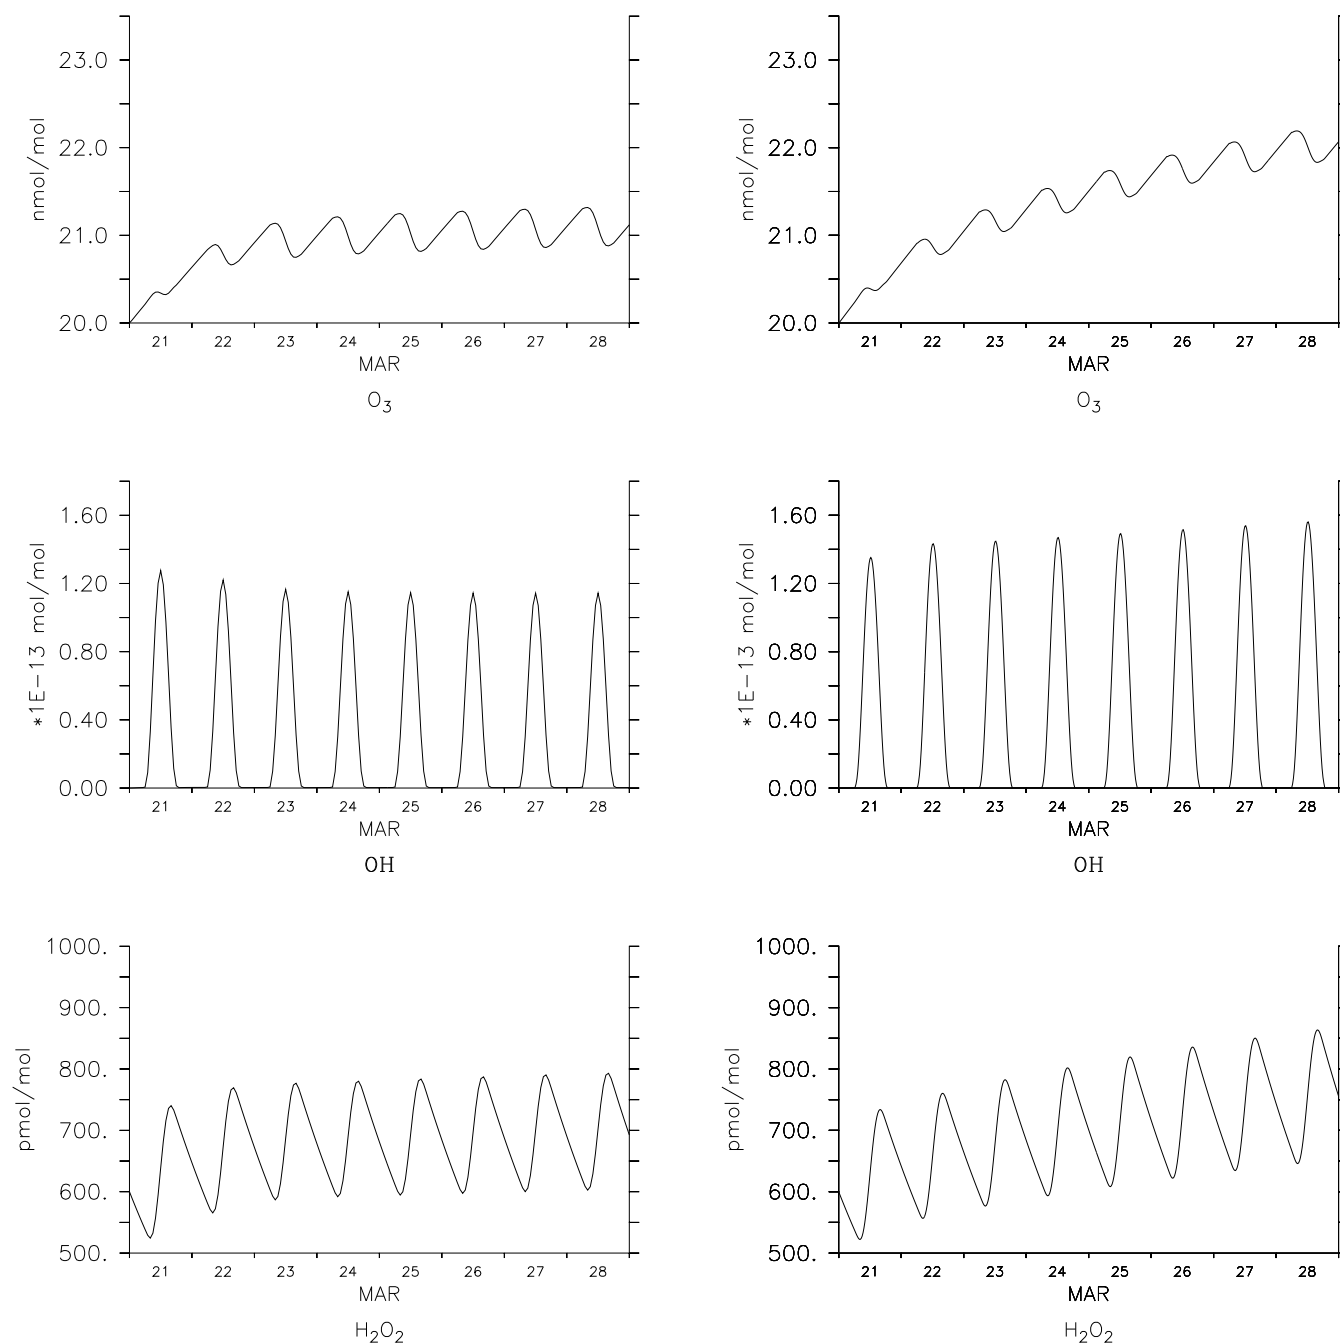 23.0
22.0
21.0
20.0
nmol/mol
21 22 23 24 25 26 27 28
MAR
O3
23.0
22.0
21.0
20.0
nmol/mol
21 22 23 24 25 26 27 28
MAR
O3
1.60
1.20
0.80
0.40
0.00
*1E-13 mol/mol
21 22 23 24 25 26 27 28
MAR
OH
1.60
1.20
0.80
0.40
0.00
*1E-13 mol/mol
21 22 23 24 25 26 27 28
MAR
OH
1000.
900.
800.
700.
600.
500.
pmol/mol
21 22 23 24 25 26 27 28
MAR
H2O2
1000.
900.
800.
700.
600.
500.
pmol/mol
21 22 23 24 25 26 27 28
MAR
H2O2